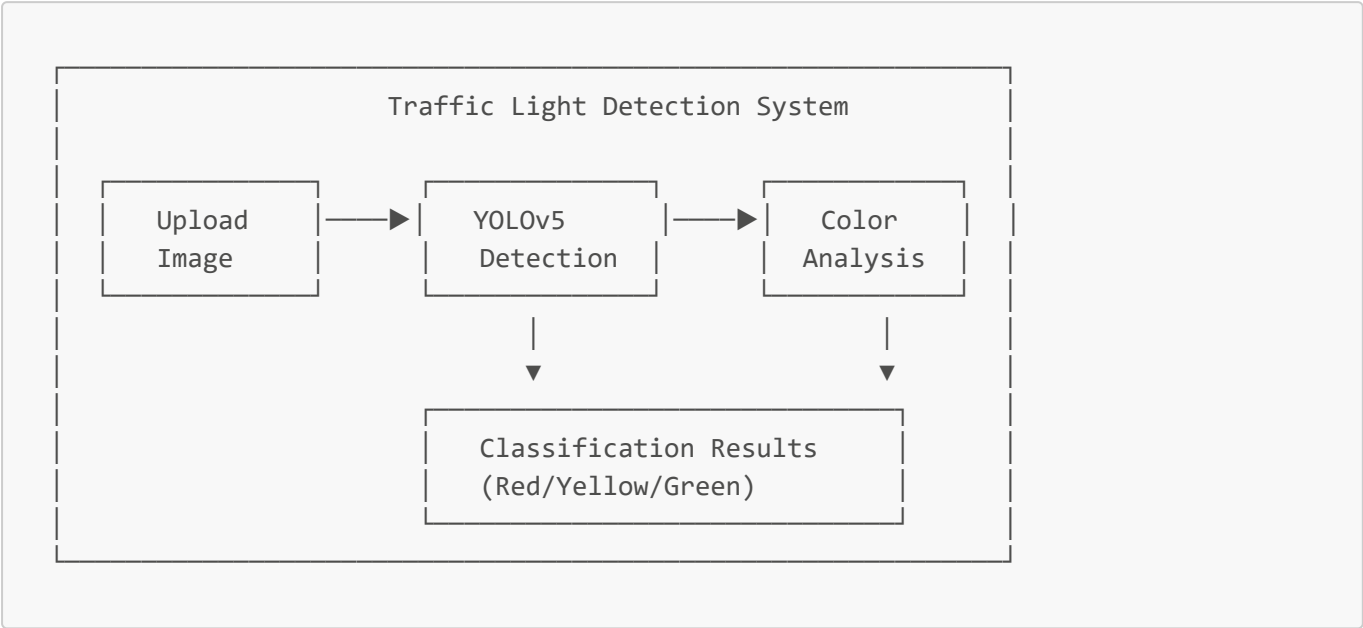 Traffic Light Detection System
Upload YOLOv5 Color
Image Detection Analysis
Classification Results
(Red/Yellow/Green)